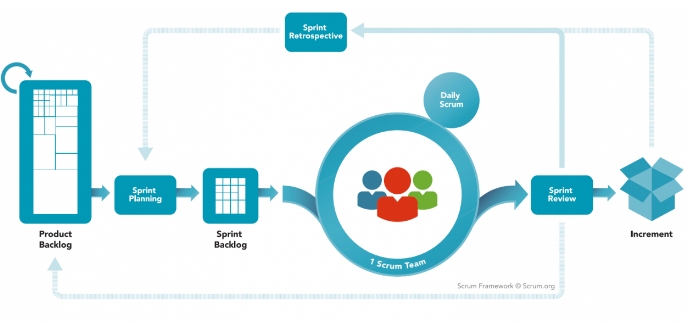 Sprint
Retrospective
Daily
Scrum
Sprint
Planning
Sprint
Review
Product
Backlog
Sprint
Backlog
Increment
1 Scrum Team
Scrum Framework © Scrum.org